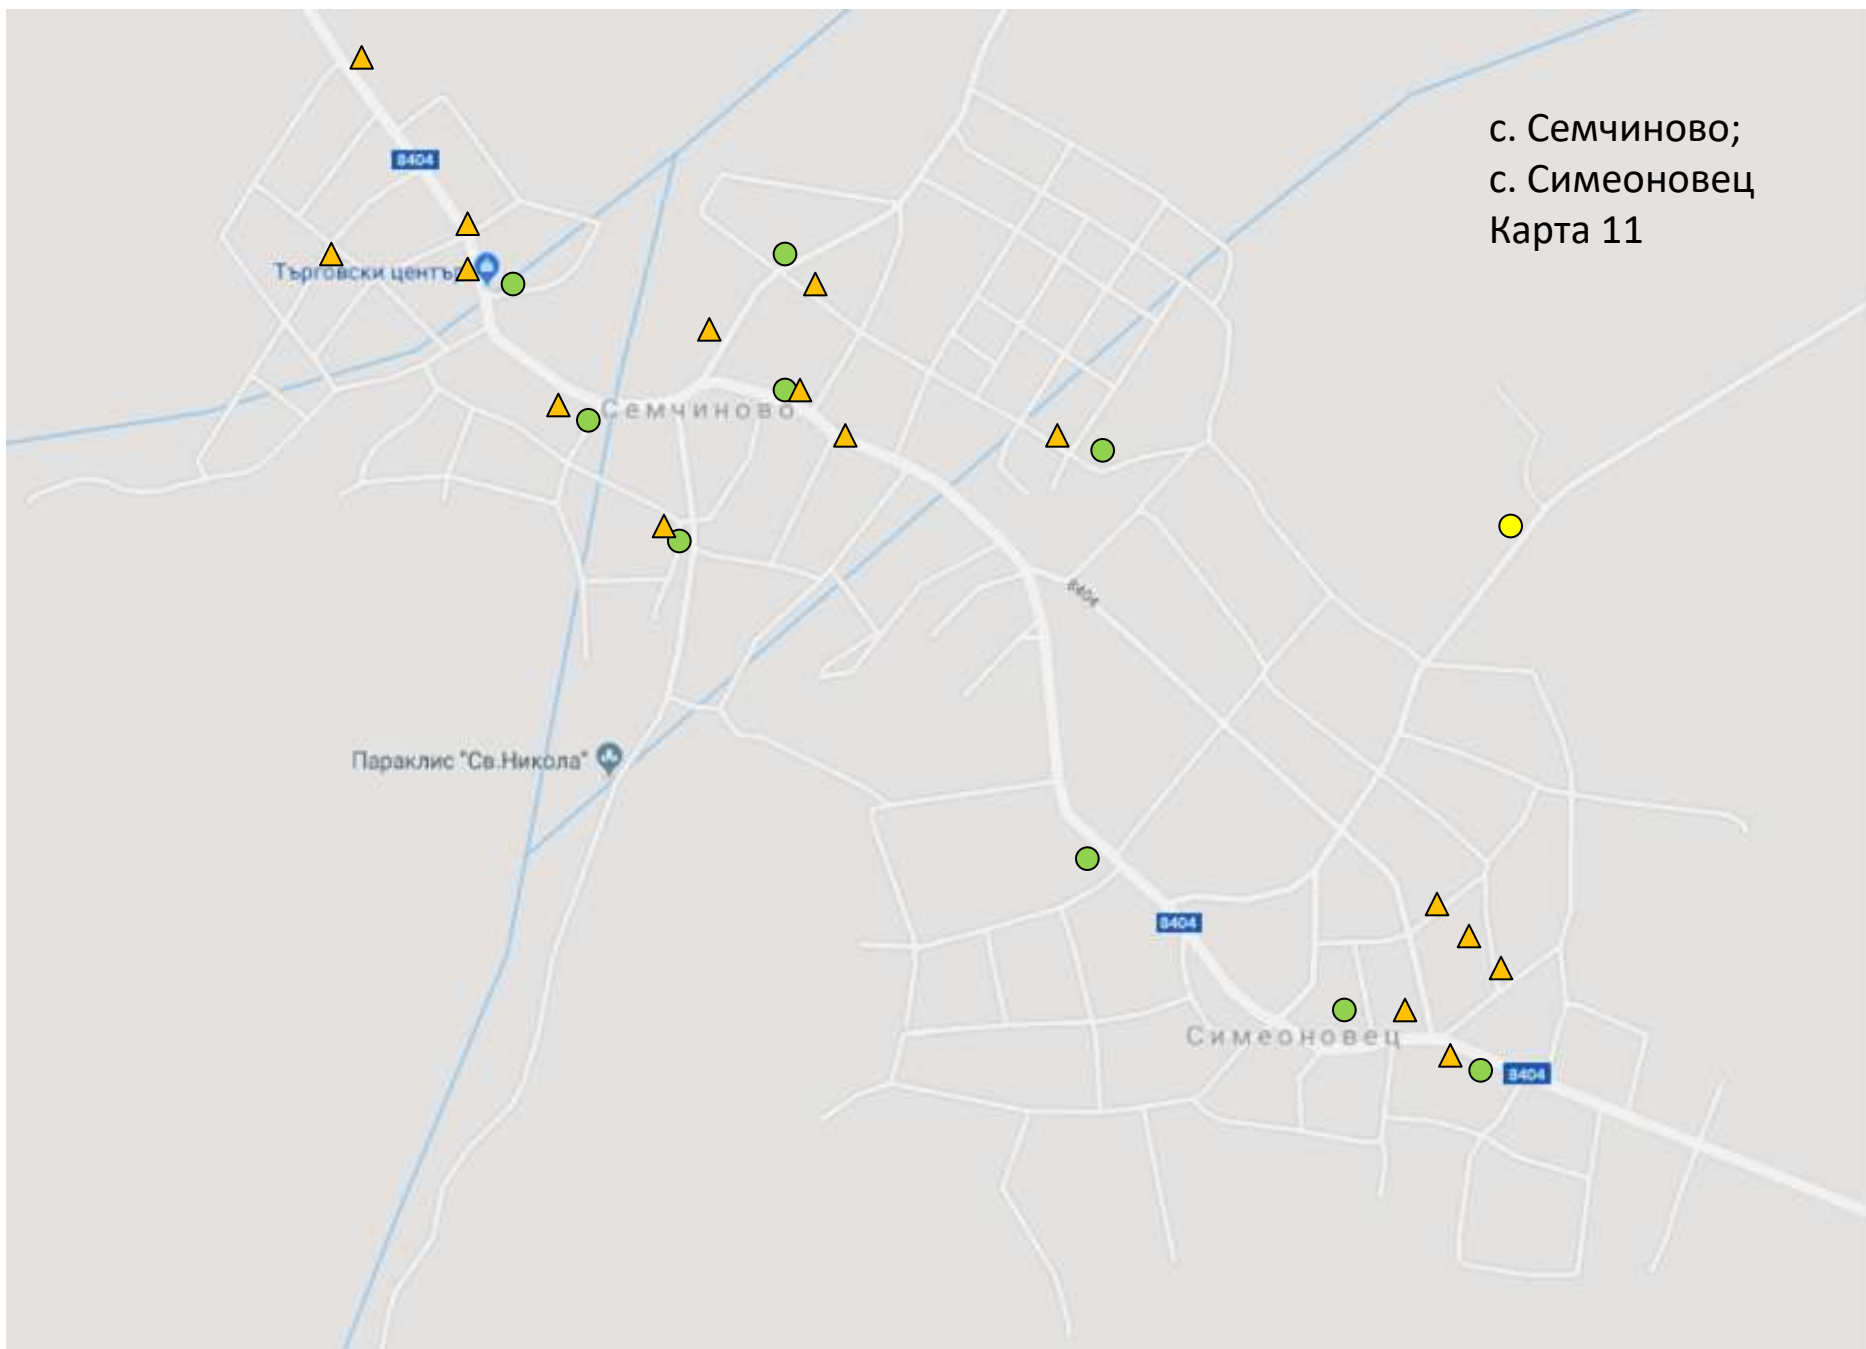 с. Семчиново;
с. Симеоновец
Карта 11
8404
Търговски център
Семчиново
8404
Параклис "Св.Никола"
8404
Симеоновец
8404